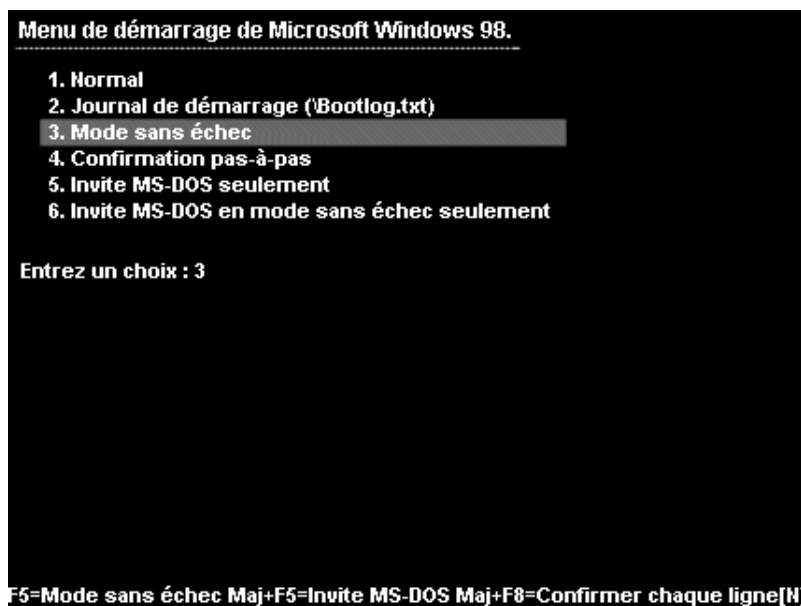 Menu de démarrage de Microsoft Windows 98.
1. Normal
2. Journal de démarrage (\Bootlog.txt)
3. Mode sans échec
4. Confirmation pas-à-pas
5. Invite MS-DOS seulement
6. Invite MS-DOS en mode sans échec seulement
Entrez un choix : 3
F5=Mode sans échec Maj+F5=Invite MS-DOS Maj+F8=Confirmer chaque ligne[N